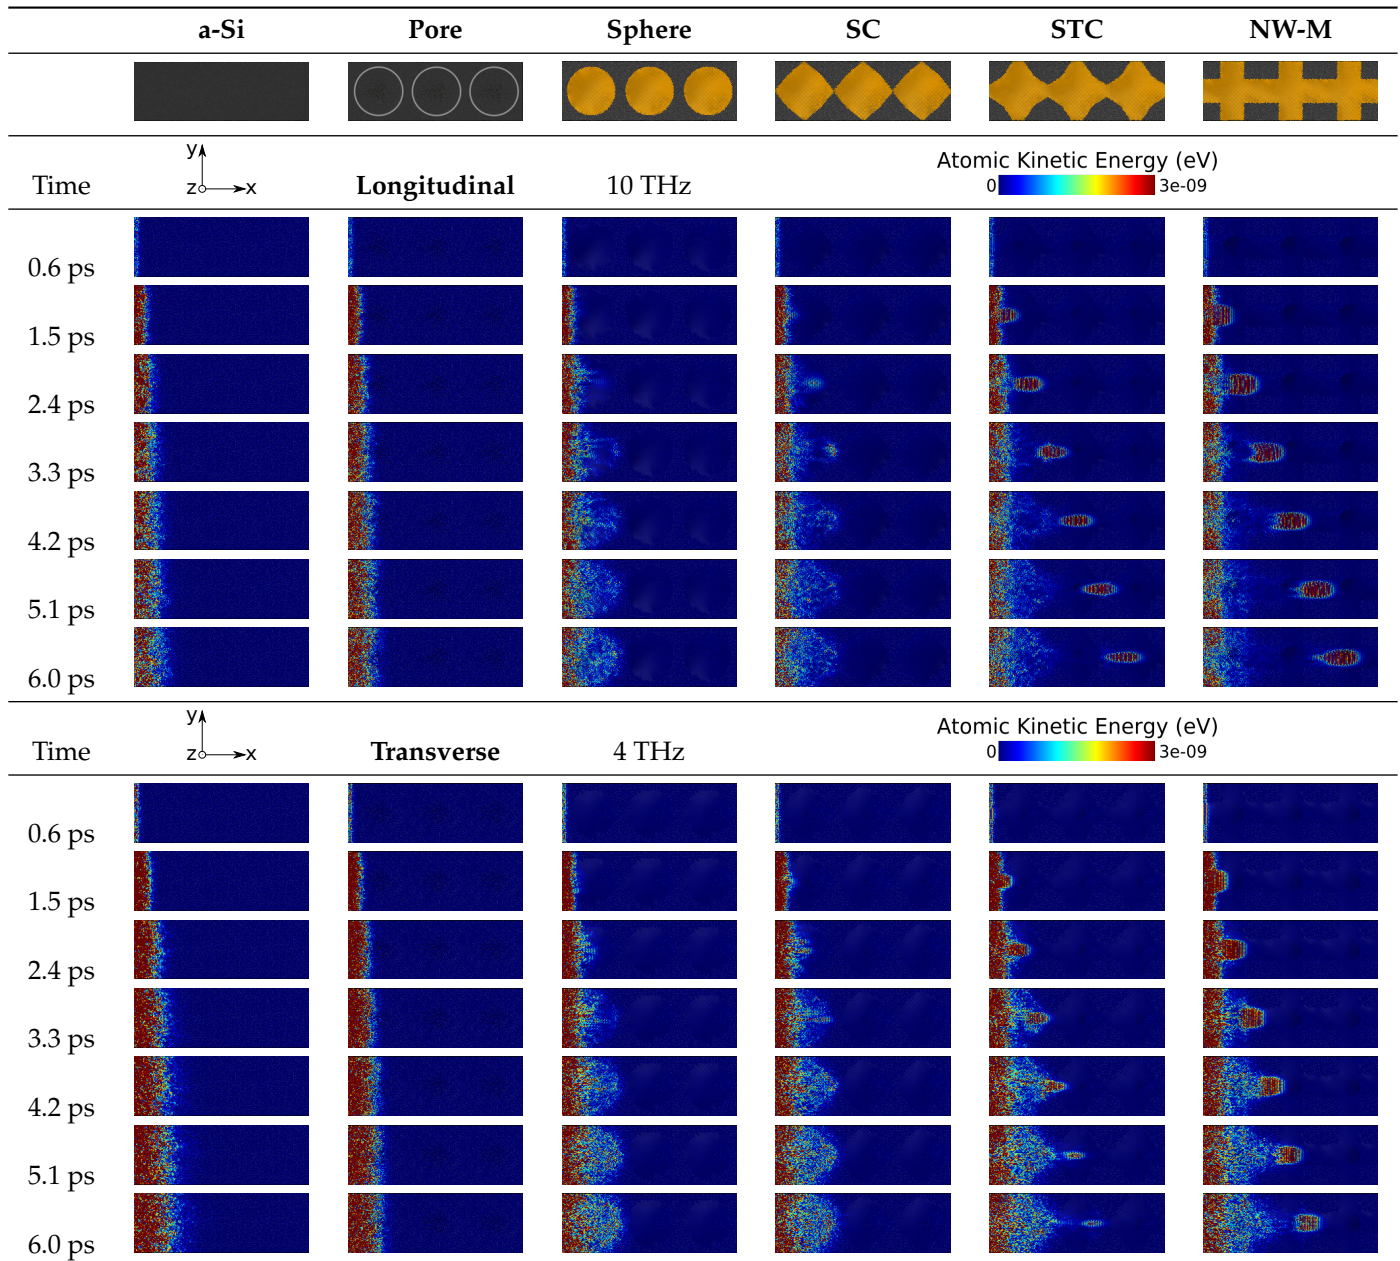 a-Si Pore Sphere SC STC NW-M
y
Atomic Kinetic Energy (eV)
Time z x Longitudinal 10 THz 0 3e-09
0.6 ps
1.5 ps
2.4 ps
3.3 ps
4.2 ps
5.1 ps
6.0 ps
y
Atomic Kinetic Energy (eV)
Time z x Transverse 4 THz 0 3e-09
0.6 ps
1.5 ps
2.4 ps
3.3 ps
4.2 ps
5.1 ps
6.0 ps